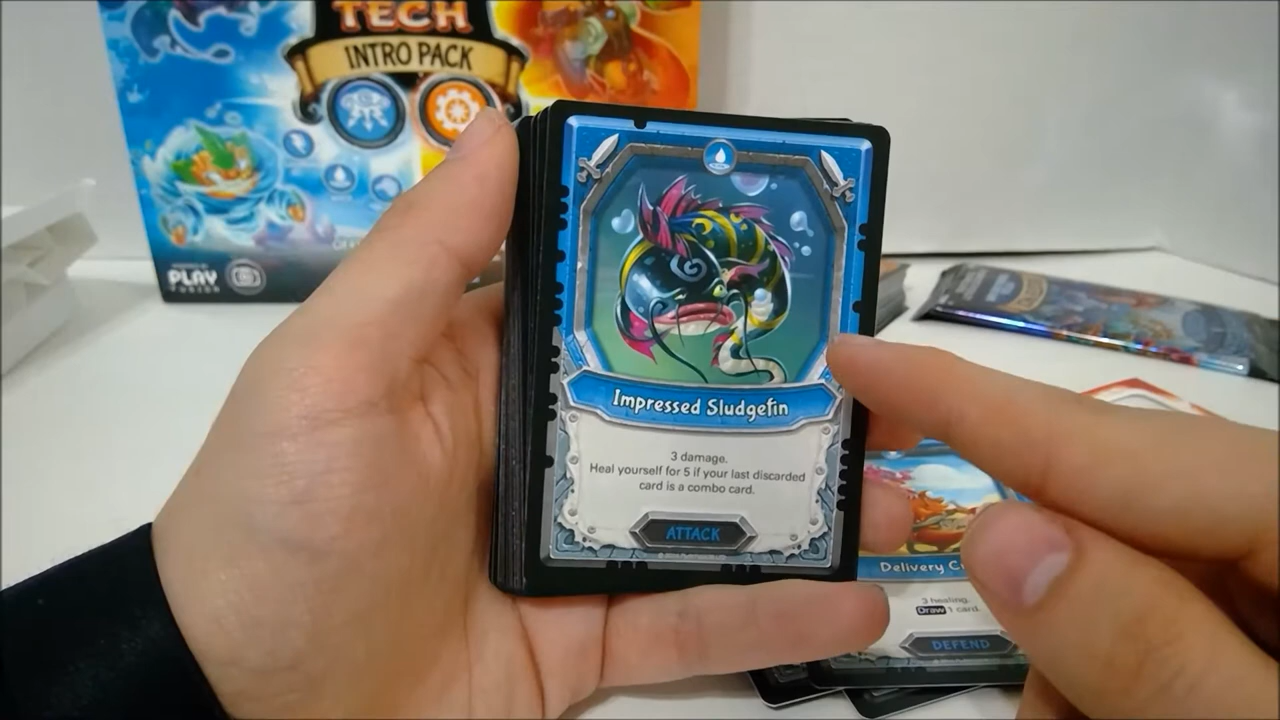 TECH
INTRO PACK
PLAY
FUSION
Impressed Sludgefin
3 damage.
Heal yourself for 5 if your last discarded
card is a combo card.
ATTACK
Delivery
3 healing.
Draw 1 card.
DEFEND